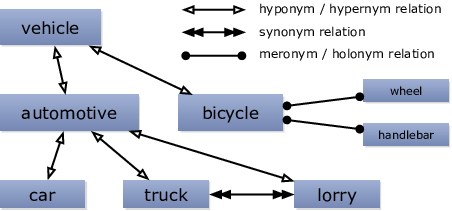 vehicle
hyponym / hypernym relation
synonym relation
meronym / holonym relation
automotive
bicycle
wheel
handlebar
car
truck
lorry